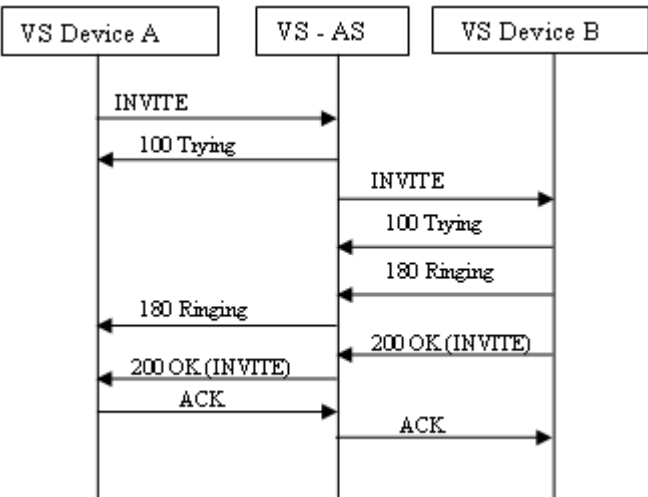 VS Device A
VS - AS
VS Device B
INVITE
100 Trying
INVITE
100 Trying
180 Ringing
180 Ringing
200 OK (INVITE)
200 OK (INVITE)
ACK
ACK